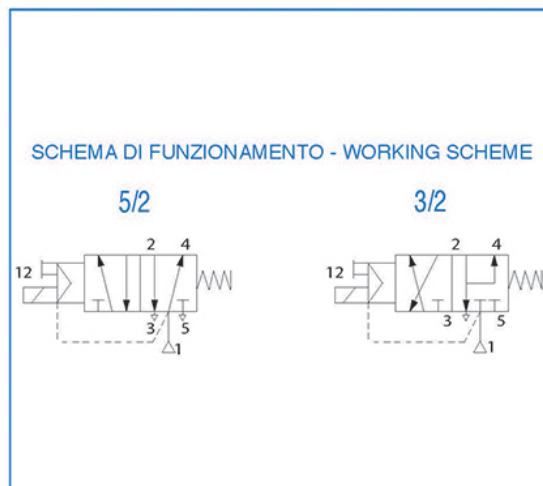 SCHEMA DI FUNZIONAMENTO - WORKING SCHEME
5/2 3/2
2 4 2 4
12 12
3 5 3 5
1 1